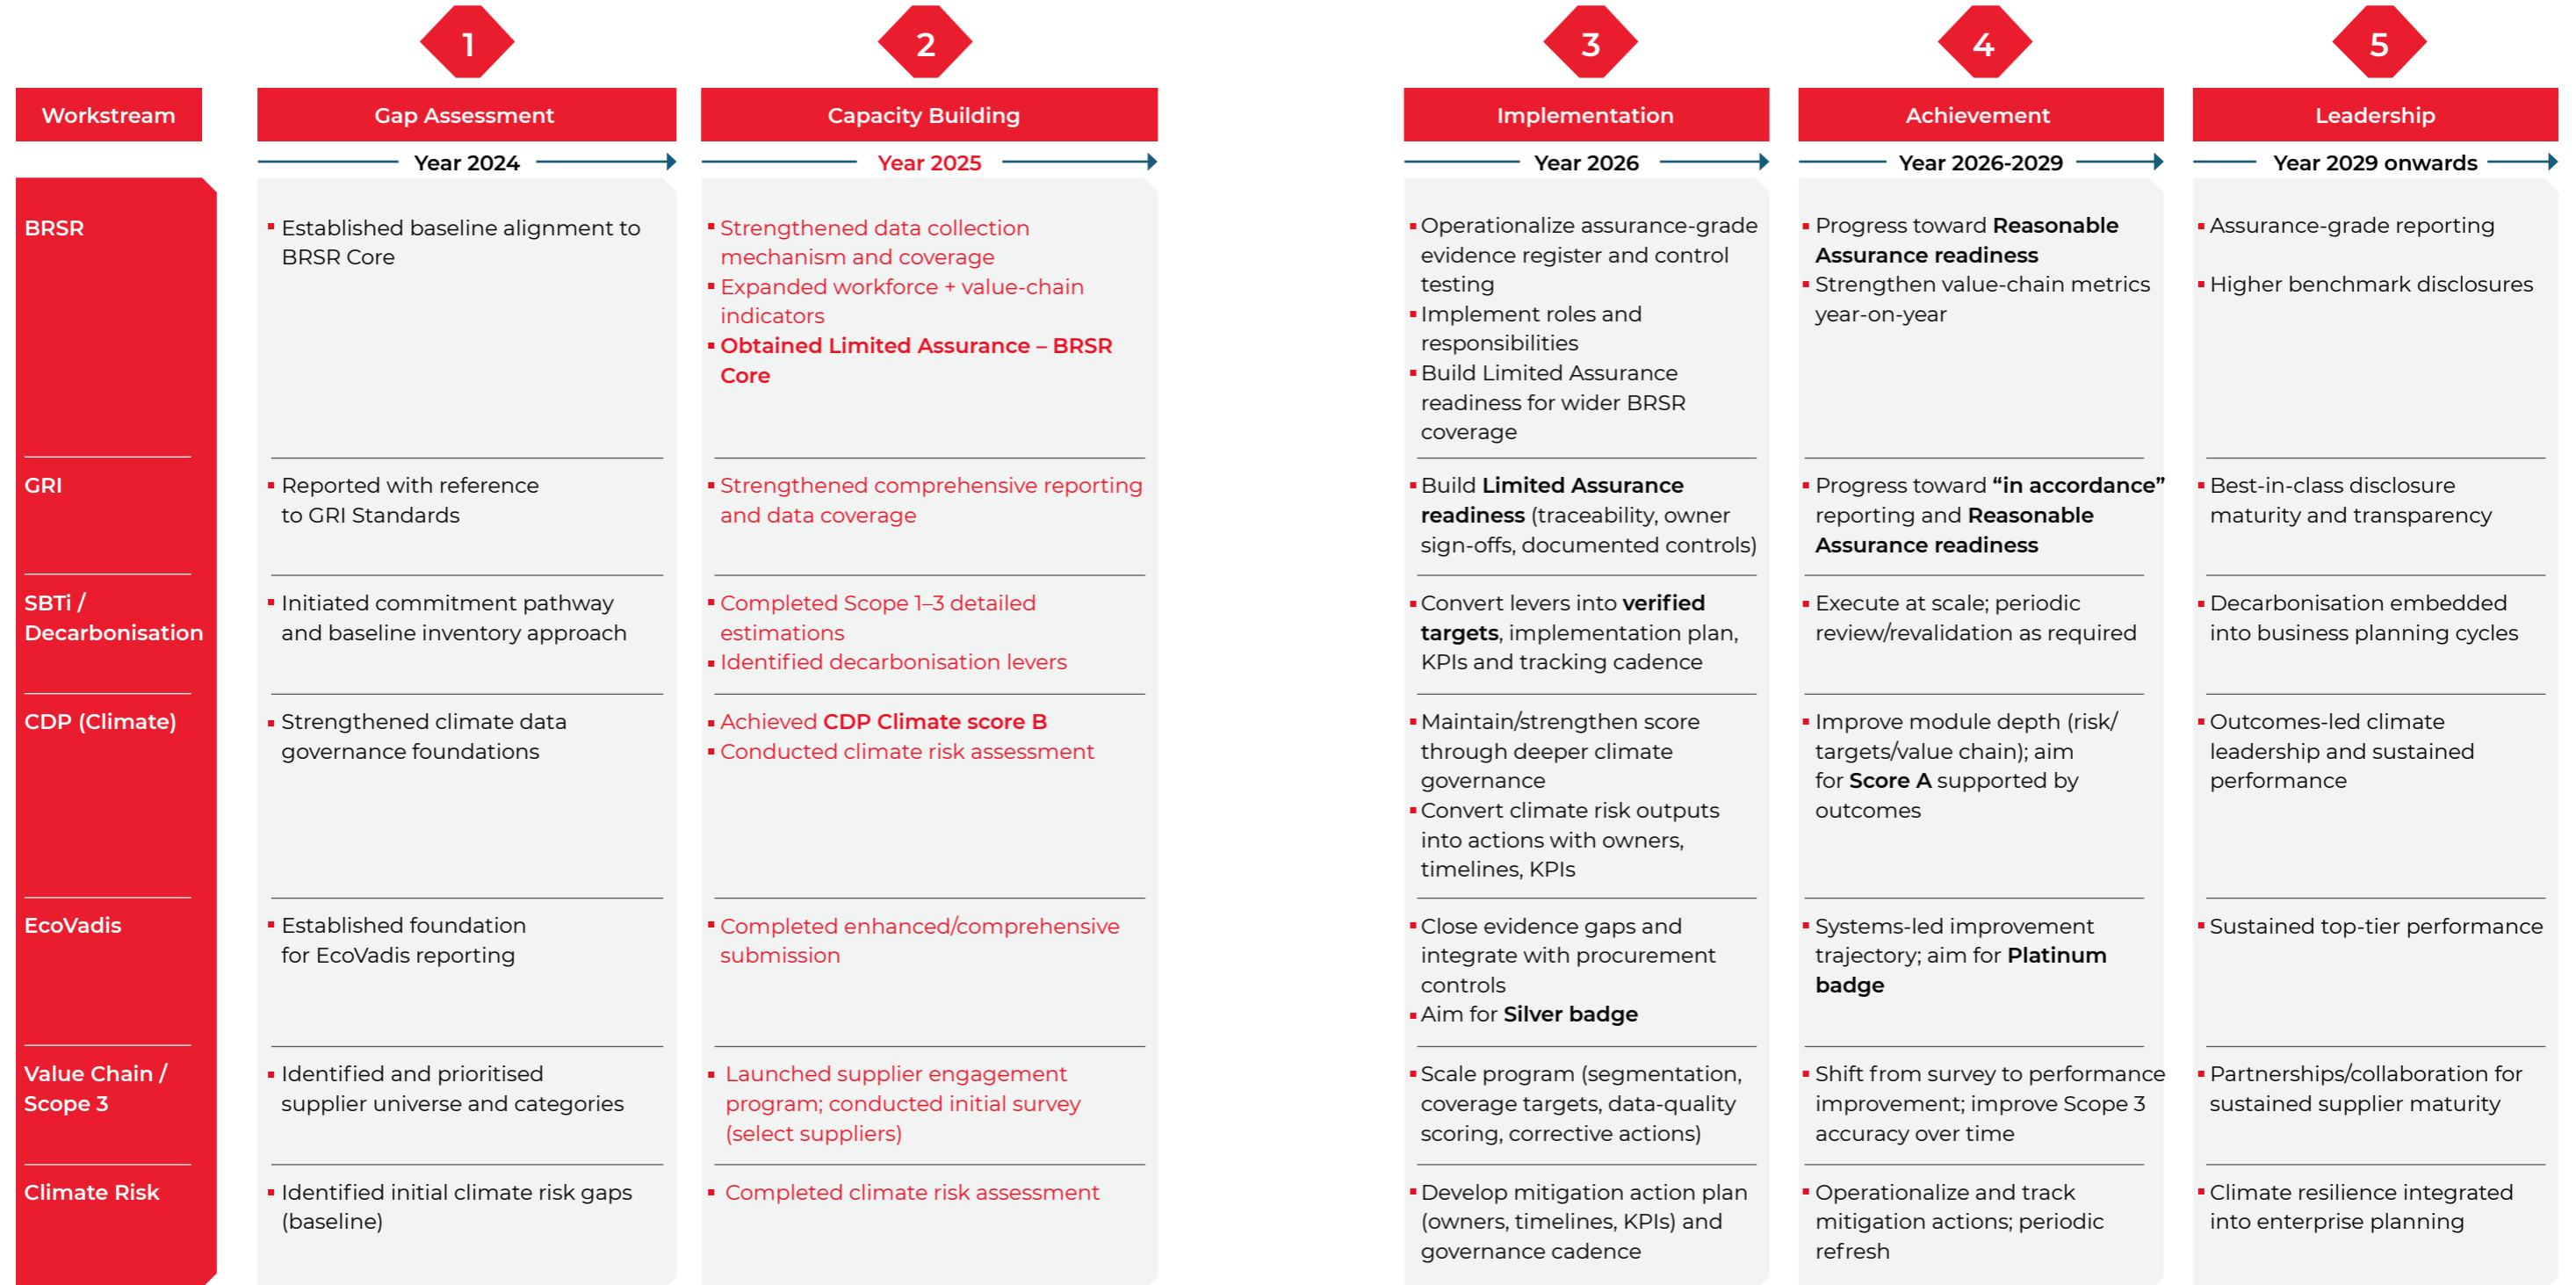 1
2
3
4
5
Workstream
Gap Assessment
Capacity Building
Implementation
Achievement
Leadership
Year 2024
Year 2025
Year 2026
Year 2026-2029
Year 2029 onwards
BRSR
Established baseline alignment to
BRSR Core
Strengthened data collection
mechanism and coverage
Expanded workforce + value-chain
indicators
Obtained Limited Assurance – BRSR
Core
Operationalize assurance-grade
evidence register and control
testing
Implement roles and
responsibilities
Build Limited Assurance
readiness for wider BRSR
coverage
Progress toward Reasonable
Assurance readiness
Strengthen value-chain metrics
year-on-year
Assurance-grade reporting
Higher benchmark disclosures
GRI
Reported with reference
to GRI Standards
Strengthened comprehensive reporting
and data coverage
Build Limited Assurance
readiness (traceability, owner
sign-offs, documented controls)
Progress toward “in accordance”
reporting and Reasonable
Assurance readiness
Best-in-class disclosure
maturity and transparency
SBTi /
Decarbonisation
Initiated commitment pathway
and baseline inventory approach
Completed Scope 1–3 detailed
estimations
Identified decarbonisation levers
Convert levers into verified
targets, implementation plan,
KPIs and tracking cadence
Execute at scale; periodic
review/revalidation as required
Decarbonisation embedded
into business planning cycles
CDP (Climate)
Strengthened climate data
governance foundations
Achieved CDP Climate score B
Conducted climate risk assessment
Maintain/strengthen score
through deeper climate
governance
Convert climate risk outputs
into actions with owners,
timelines, KPIs
Improve module depth (risk/
targets/value chain); aim
for Score A supported by
outcomes
Outcomes-led climate
leadership and sustained
performance
EcoVadis
Established foundation
for EcoVadis reporting
Completed enhanced/comprehensive
submission
Close evidence gaps and
integrate with procurement
controls
Aim for Silver badge
Systems-led improvement
trajectory; aim for Platinum
badge
Sustained top-tier performance
Value Chain /
Scope 3
Identified and prioritised
supplier universe and categories
Launched supplier engagement
program; conducted initial survey
(select suppliers)
Scale program (segmentation,
coverage targets, data-quality
scoring, corrective actions)
Shift from survey to performance
improvement; improve Scope 3
accuracy over time
Partnerships/collaboration for
sustained supplier maturity
Climate Risk
Identified initial climate risk gaps
(baseline)
Completed climate risk assessment
Develop mitigation action plan
(owners, timelines, KPIs) and
governance cadence
Operationalize and track
mitigation actions; periodic
refresh
Climate resilience integrated
into enterprise planning